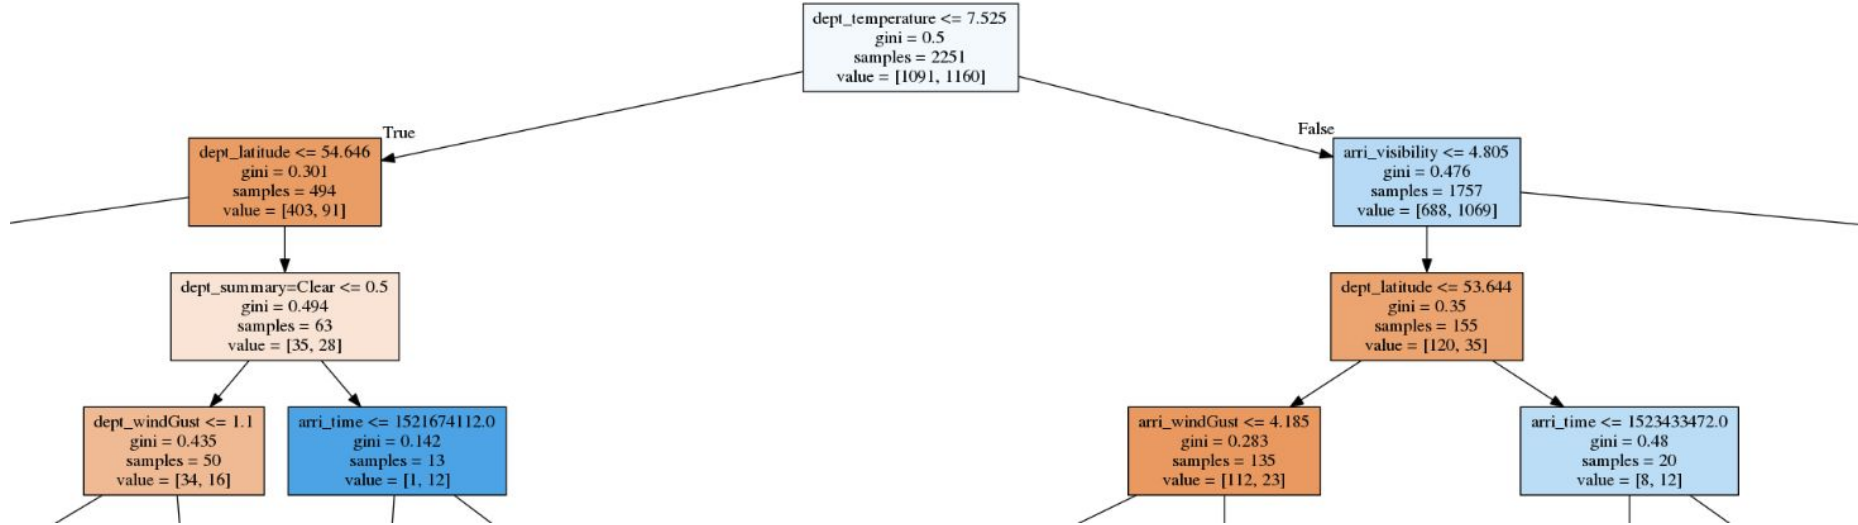 dept_temperature <= 7.525
gini = 0.5
samples = 2251
value = [1091, 1160]
True
False
dept_latitude <= 54.646
gini = 0.301
samples = 494
value = [403, 91]
arri_visibility <= 4.805
gini = 0.476
samples = 1757
value = [688, 1069]
dept_summary=Clear <= 0.5
gini = 0.494
samples = 63
value = [35, 28]
dept_latitude <= 53.644
gini = 0.35
samples = 155
value = [120, 35]
dept_windGust <= 1.1
gini = 0.435
samples = 50
value = [34, 16]
arri_time <= 1521674112.0
gini = 0.142
samples = 13
value = [1, 12]
arri_windGust <= 4.185
gini = 0.283
samples = 135
value = [112, 23]
arri_time <= 1523433472.0
gini = 0.48
samples = 20
value = [8, 12]